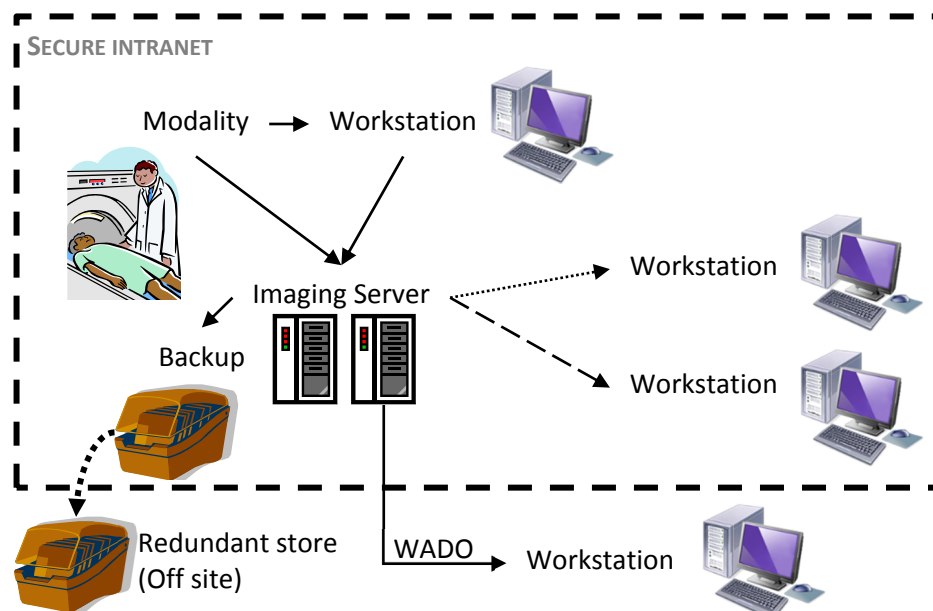 SECURE INTRANET
Modality
Workstation
Workstation
Imaging Server
Backup
Workstation
Redundant store
(Off site)
WADO
Workstation